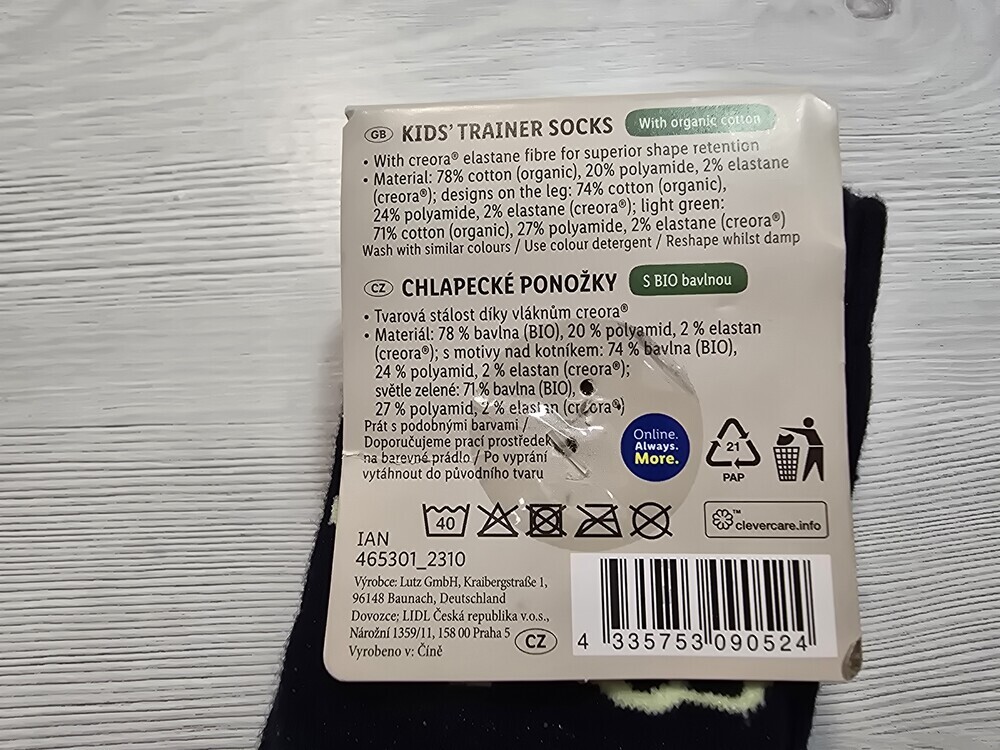 GB KIDS' TRAINER SOCKS With organic cotton
• With creora® elastane fibre for superior shape retention
• Material: 78% cotton (organic), 20% polyamide, 2% elastane
(creora®); designs on the leg: 74% cotton (organic),
24% polyamide, 2% elastane (creora®); light green:
71% cotton (organic), 27% polyamide, 2% elastane (creora®)
Wash with similar colours / Use colour detergent / Reshape whilst damp
CZ CHLAPECKÉ PONOŽKY S BIO bavlnou
• Tvarová stálost díky vláknům creora®
• Materiál: 78 % bavlna (BIO), 20 % polyamid, 2 % elastan
(creora®); s motivy nad kotníkem: 74 % bavlna (BIO),
24 % polyamid, 2 % elastan (creora®);
světle zelené: 71 % bavlna (BIO),
27 % polyamid, 2 % elastan (creora®)
Prát s podobnými barvami /
Doporučujeme prací prostředek
na barevné prádlo / Po vyprání
vytáhnout do původního tvaru
Online.
Always.
More.
21
PAP
40
™
clevercare.info
IAN
465301_2310
Výrobce: Lutz GmbH, Kraibergstraße 1,
96148 Baunach, Deutschland
Dovozce; LIDL Česká republika v.o.s.,
Nárožní 1359/11, 158 00 Praha 5
Vyrobeno v: Číně
CZ
4 335753 090524